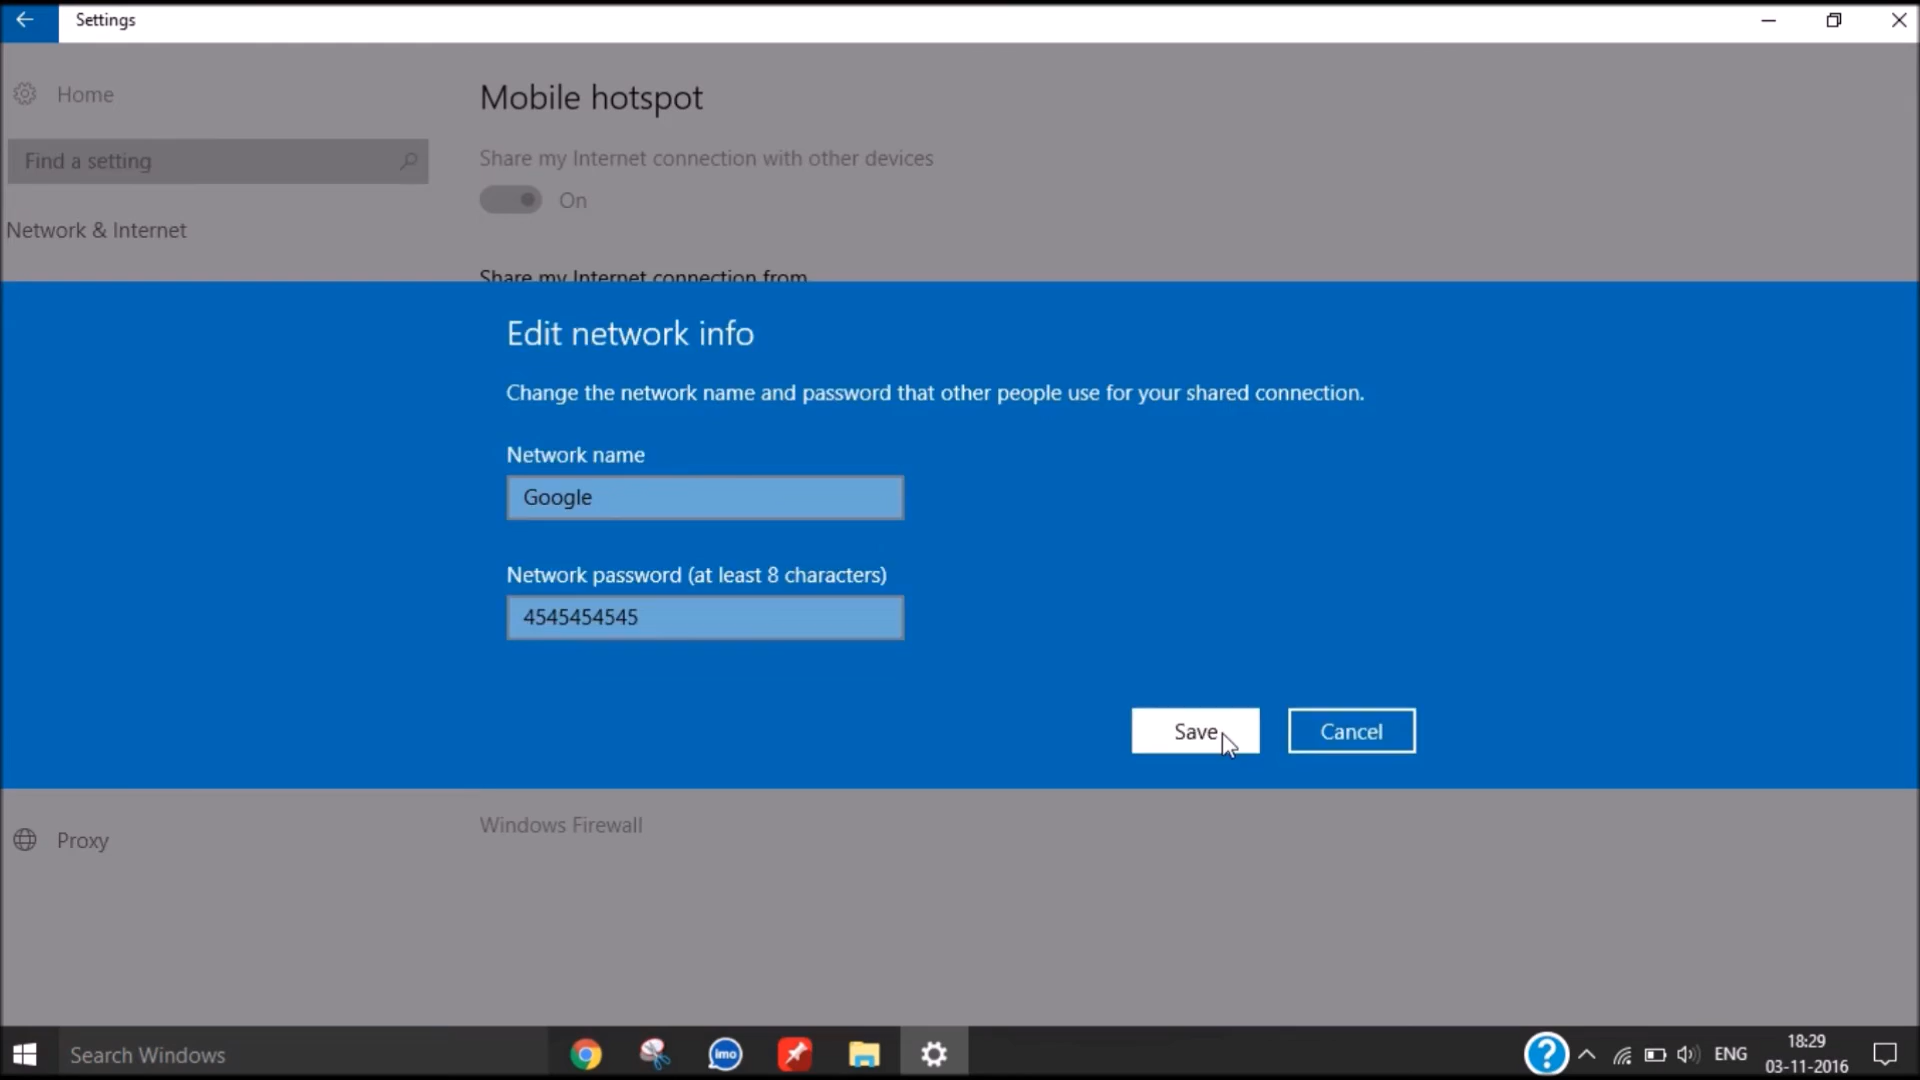 Settings
Home
Mobile hotspot
Find a setting
Share my Internet connection with other devices
On
Network & Internet
Share my Internet connection from
Edit network info
Change the network name and password that other people use for your shared connection.
Network name
Google
Network password (at least 8 characters)
4545454545
Save
Cancel
Windows Firewall
Proxy
Search Windows
imo
?
ENG
18:29
03-11-2016